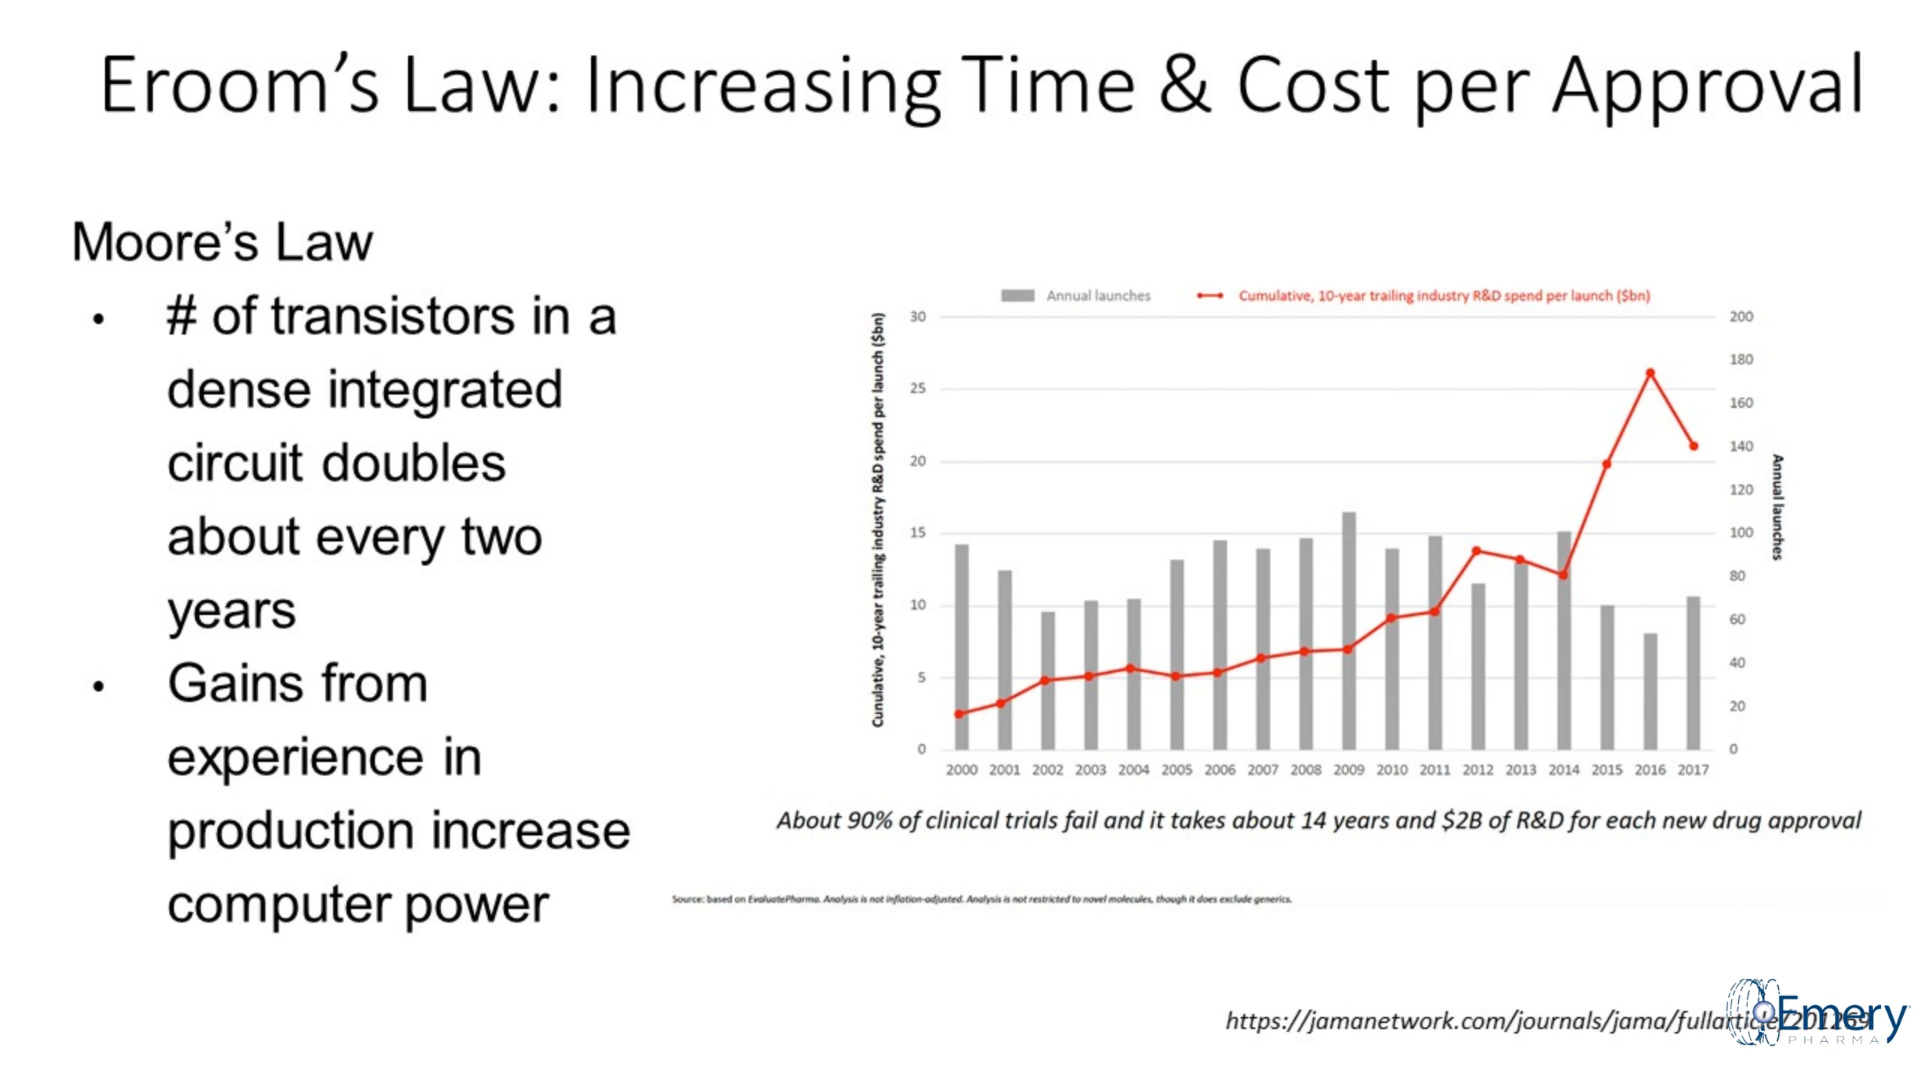 Eroom’s Law: Increasing Time & Cost per Approval
Moore’s Law
• # of transistors in a
dense integrated
circuit doubles
about every two
years
• Gains from
experience in
production increase
computer power
Annual launches
Cumulative, 10-year trailing industry R&D spend per launch ($bn)
Cunulative, 10-year trailing industry R&D spend per launch ($bn)
30
25
20
15
10
5
0
200
180
160
140
120
100
80
60
40
20
0
Annual launches
2000 2001 2002 2003 2004 2005 2006 2007 2008 2009 2010 2011 2012 2013 2014 2015 2016 2017
About 90% of clinical trials fail and it takes about 14 years and $2B of R&D for each new drug approval
Source: based on EvaluatePharma. Analysis is not inflation-adjusted. Analysis is not restricted to novel molecules, though it does exclude generics.
https://jamanetwork.com/journals/jama/fullarticle/
Emery
PHARMA